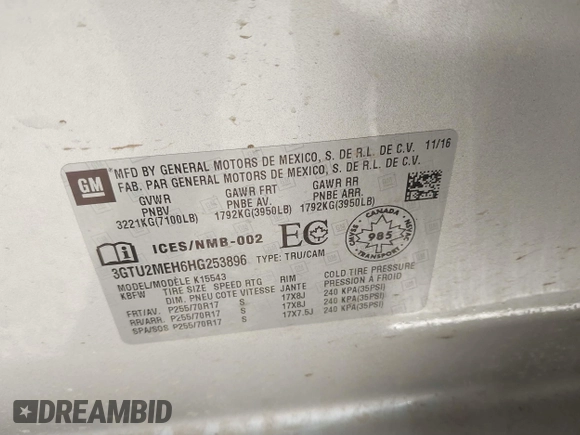 GM
MFD BY GENERAL MOTORS DE MEXICO, S. DE R.L. DE C.V. 11/16
FAB. PAR GENERAL MOTORS DE MEXICO, S. DE R.L. DE C.V.
GVWR GAWR FRT GAWR RR
PNBV PNBE AV. PNBE ARR.
3221KG(7100LB) 1792KG(3950LB) 1792KG(3950LB)
ICES/NMB-002 EC
CANADA
985
DRIVES NSVAC
3GTU2MEH6HG253896 TYPE: TRU/CAM
MODEL/MODÈLE K15543
KBFW TIRE SIZE SPEED RTG RIM COLD TIRE PRESSURE
DIM. PNEU COTE VITESSE JANTE PRESSION À FROID
FRT/AV. P255/70R17 S 17X8J 240 KPA(35PSI)
RR/ARR. P255/70R17 S 17X8J 240 KPA(35PSI)
SPA/SOS P255/70R17 S 17X7.5J 240 KPA(35PSI)
DREAMBID